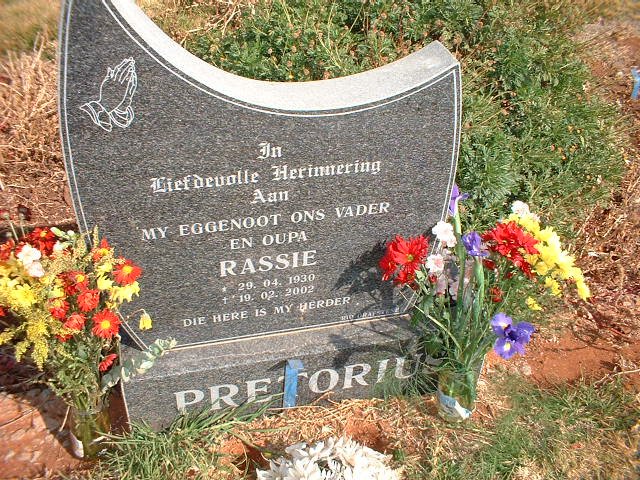 In
Liefdevolle Herinnering
Aan
MY EGGENOOT ONS VADER
EN OUPA
RASSIE
* 29. 04. 1930
† 19. 02. 2002
DIE HERE IS MY HERDER.
PRETORIUS